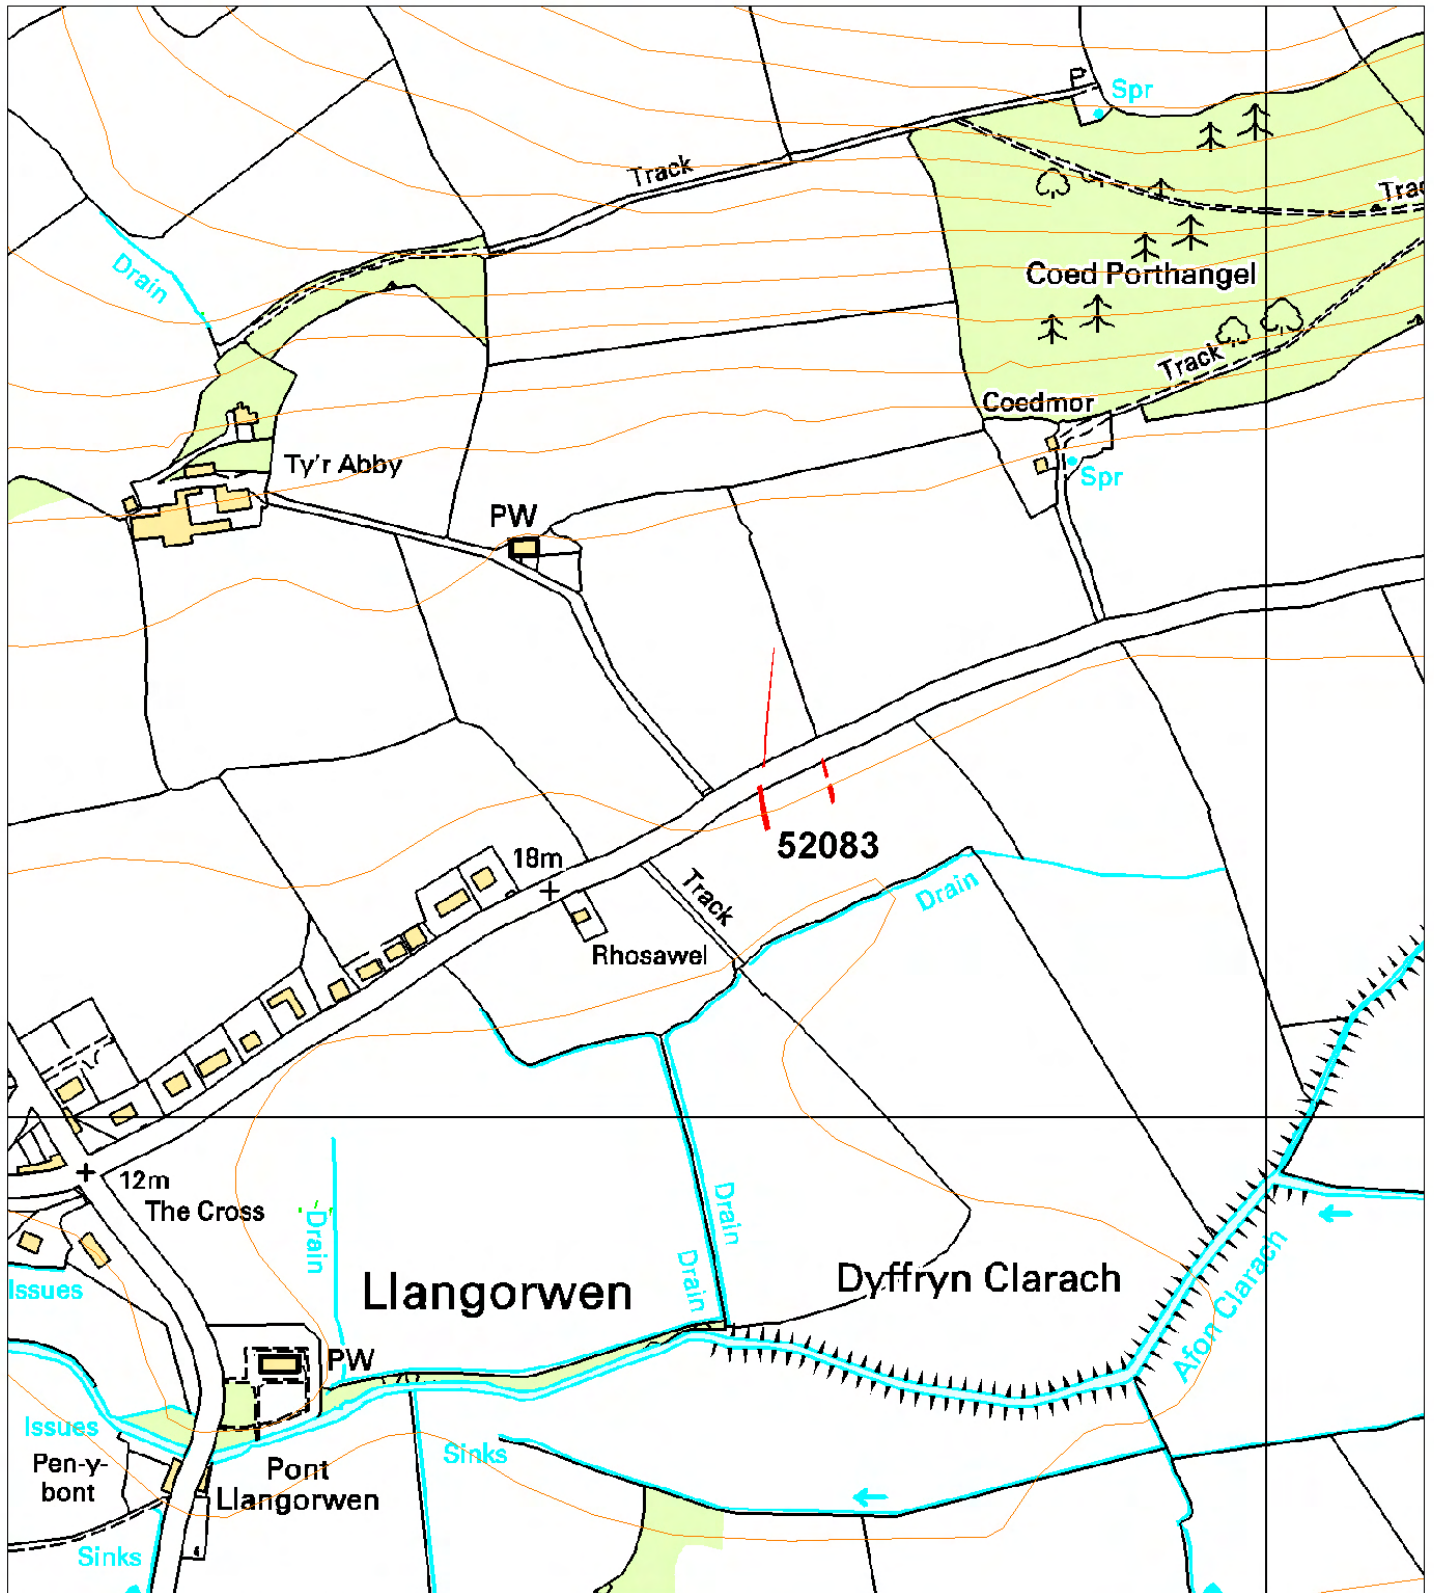 Spr
Track
Trac
Drain
Coed Porthangel
Track
Coedmor
Ty'r Abby
Spr
PW
52083
18m
Track
Drain
Rhosawel
12m
The Cross
Drain
Drain
Drain
Issues
Llangorwen
Dyffryn Clarach
Afon Clarach
PW
Issues
Sinks
Pen-y-
bont
Pont
Llangorwen
Sinks